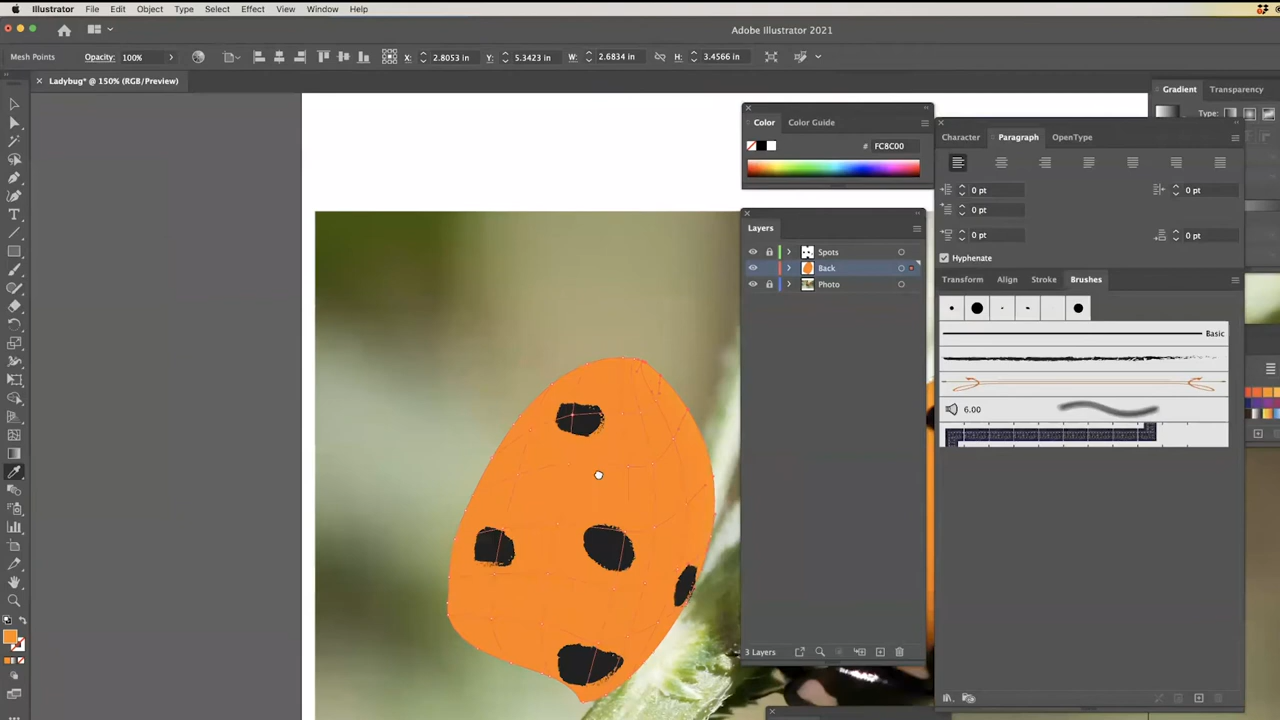 Illustrator File Edit Object Type Select Effect View Window Help
Adobe Illustrator 2021
Mesh Points Opacity: 100% X: 2.8053 in Y: 5.3423 in W: 2.6834 in H: 3.4566 in
Ladybug* @ 150% (RGB/Preview)
Gradient Transparency
Type:
Color Color Guide
# FC8C00
Character Paragraph OpenType
0 pt 0 pt
0 pt
0 pt 0 pt
Hyphenate
Layers
Spots
Back
Photo
3 Layers
Transform Align Stroke Brushes
Basic
6.00